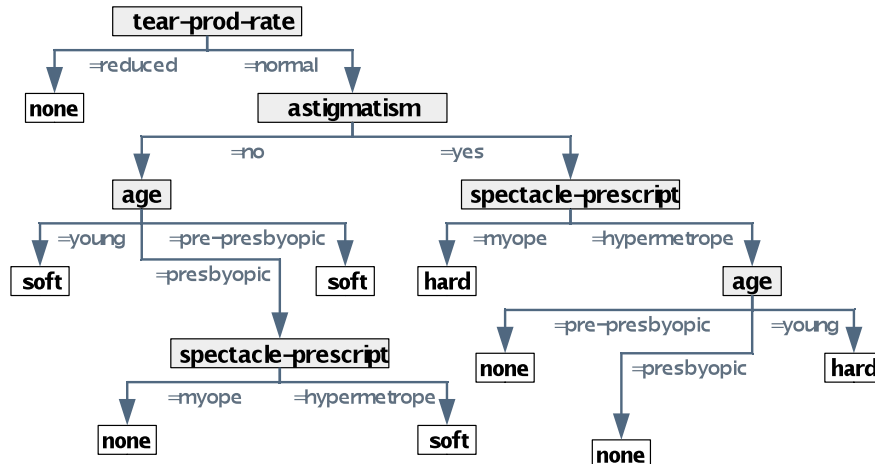 tear-prod-rate
=reduced
=normal
none
astigmatism
=no
=yes
age
spectacle-prescript
=young
=pre-presbyopic
=myope
=hypermetrope
=presbyopic
soft
soft
hard
age
=pre-presbyopic
=young
spectacle-prescript
none
=presbyopic
hard
=myope
=hypermetrope
none
soft
none